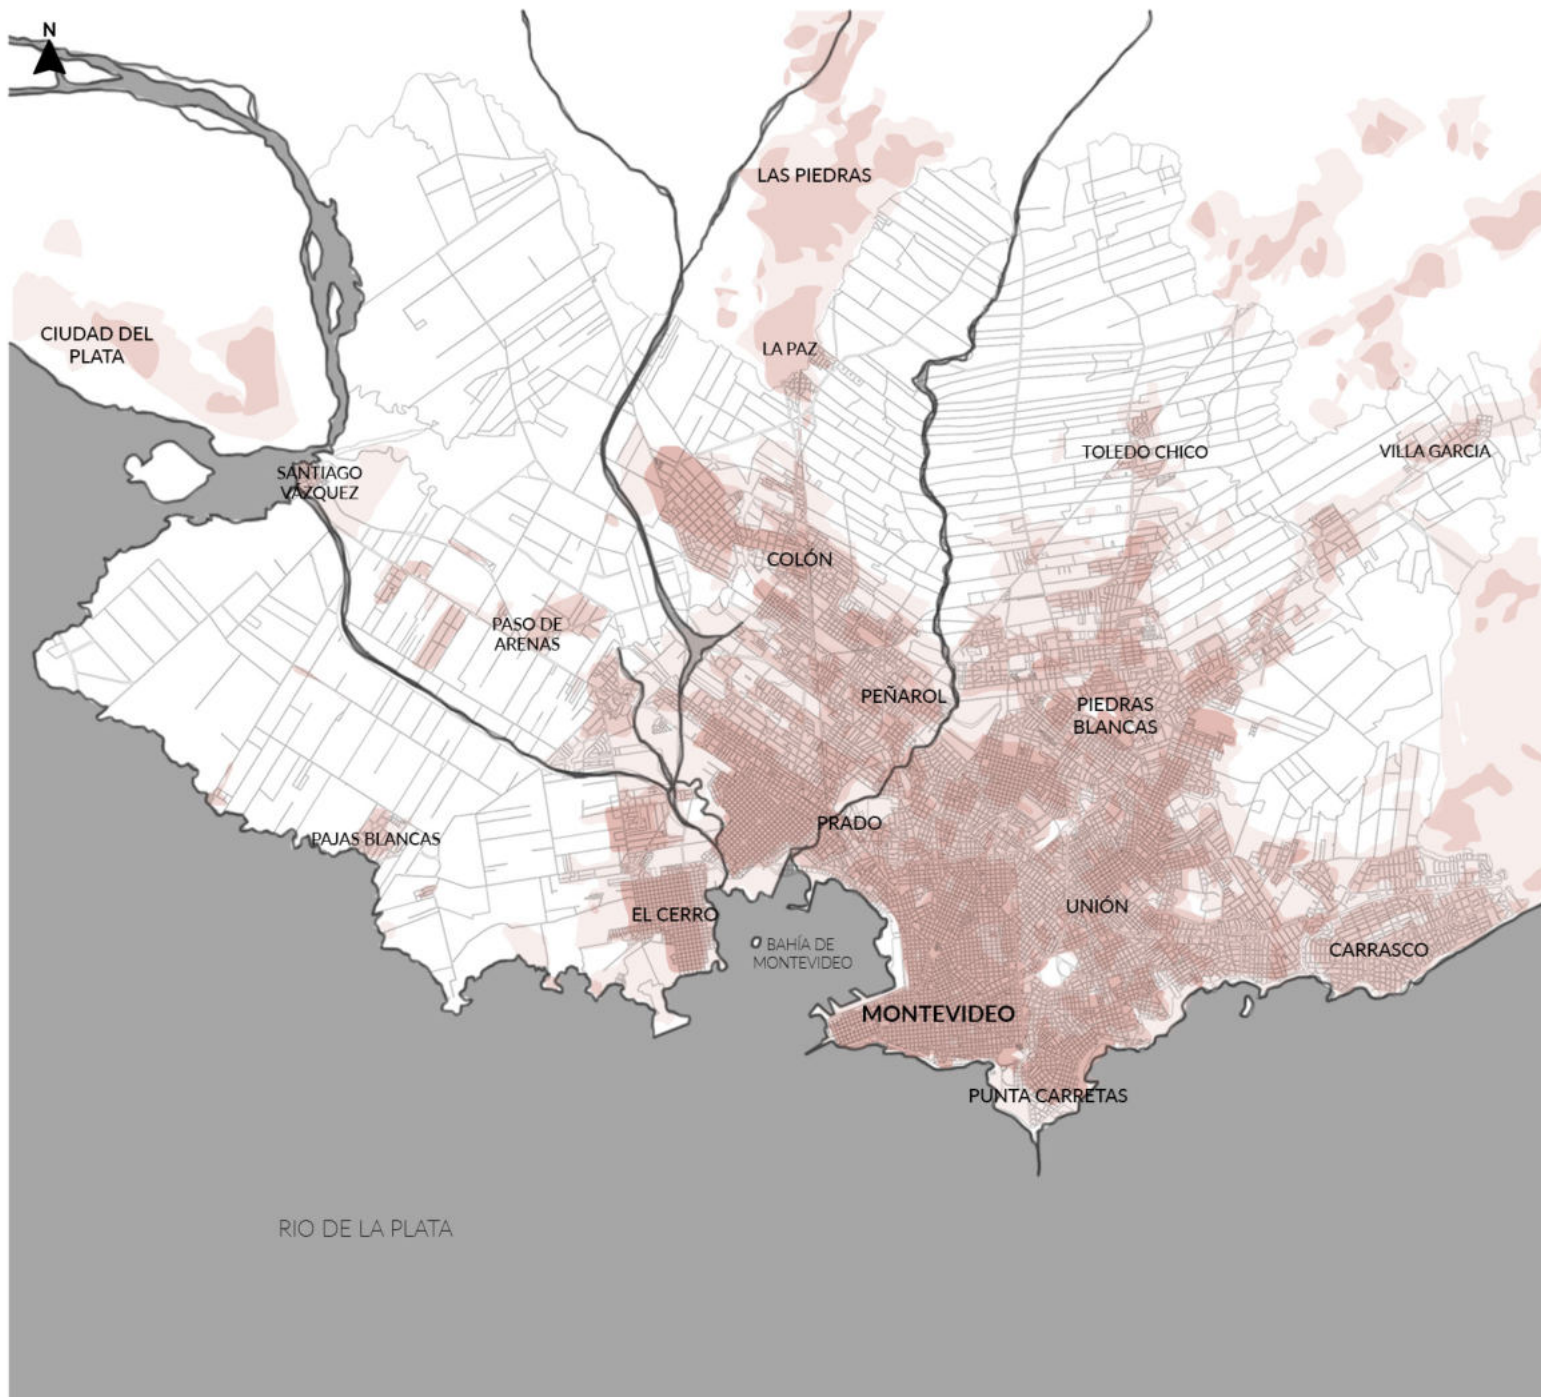 N
LAS PIEDRAS
CIUDAD DEL
PLATA
LA PAZ
SANTIAGO
VÁZQUEZ
TOLEDO CHICO
VILLA GARCIA
COLÓN
PASO DE
ARENAS
PEÑAROL
PIEDRAS
BLANCAS
PAJAS BLANCAS
PRADO
EL CERRO
UNIÓN
BAHÍA DE
MONTEVIDEO
CARRASCO
MONTEVIDEO
PUNTA CARRETAS
RIO DE LA PLATA